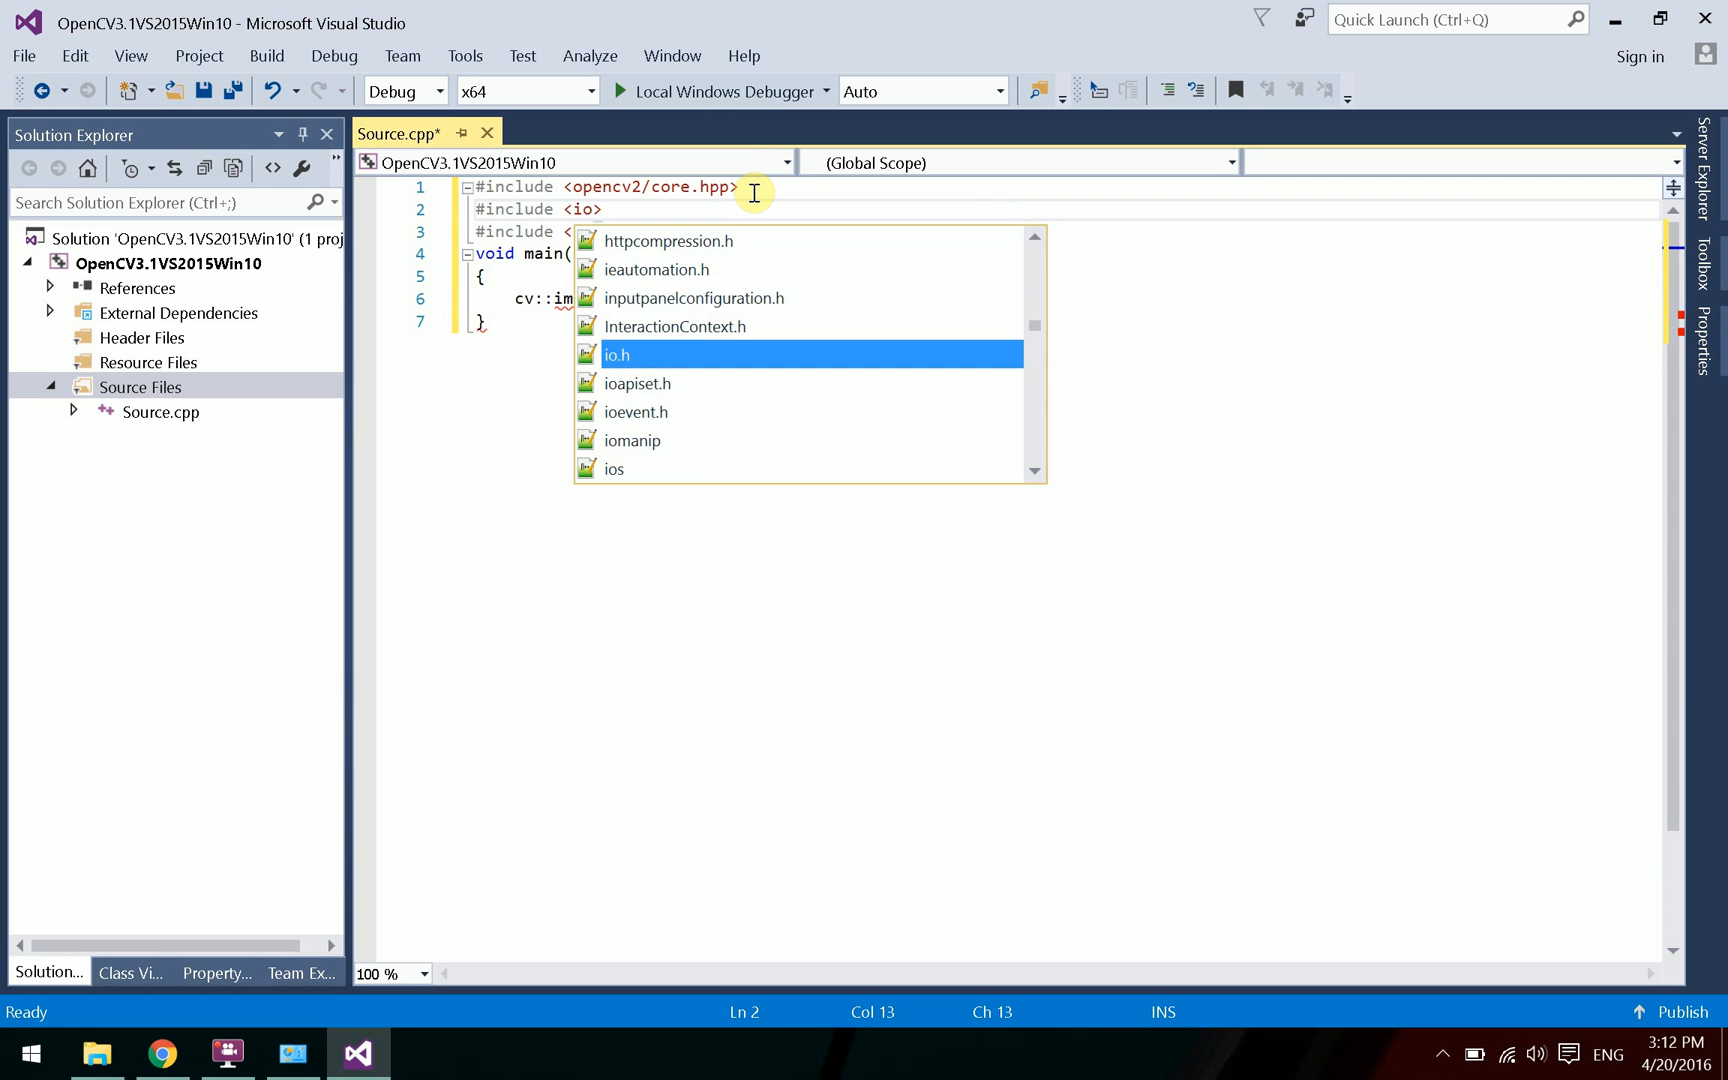 OpenCV3.1VS2015Win10 - Microsoft Visual Studio
Quick Launch (Ctrl+Q)
File Edit View Project Build Debug Team Tools Test Analyze Window Help
Sign in
Debug x64 Local Windows Debugger Auto
Solution Explorer
Source.cpp*
OpenCV3.1VS2015Win10
(Global Scope)
Search Solution Explorer (Ctrl+;)
Solution 'OpenCV3.1VS2015Win10' (1 proj
OpenCV3.1VS2015Win10
References
External Dependencies
Header Files
Resource Files
Source Files
Source.cpp
1 #include <opencv2/core.hpp>
2 #include <io>
3 #include <
4 void main(
5 {
6 cv::im
7 }
httpcompression.h
ieautomation.h
inputpanelconfiguration.h
InteractionContext.h
io.h
ioapiset.h
ioevent.h
iomanip
ios
Server Explorer
Toolbox
Properties
Solution... Class Vi... Property... Team Ex...
100 %
Ready
Ln 2 Col 13 Ch 13 INS
Publish
ENG
3:12 PM
4/20/2016